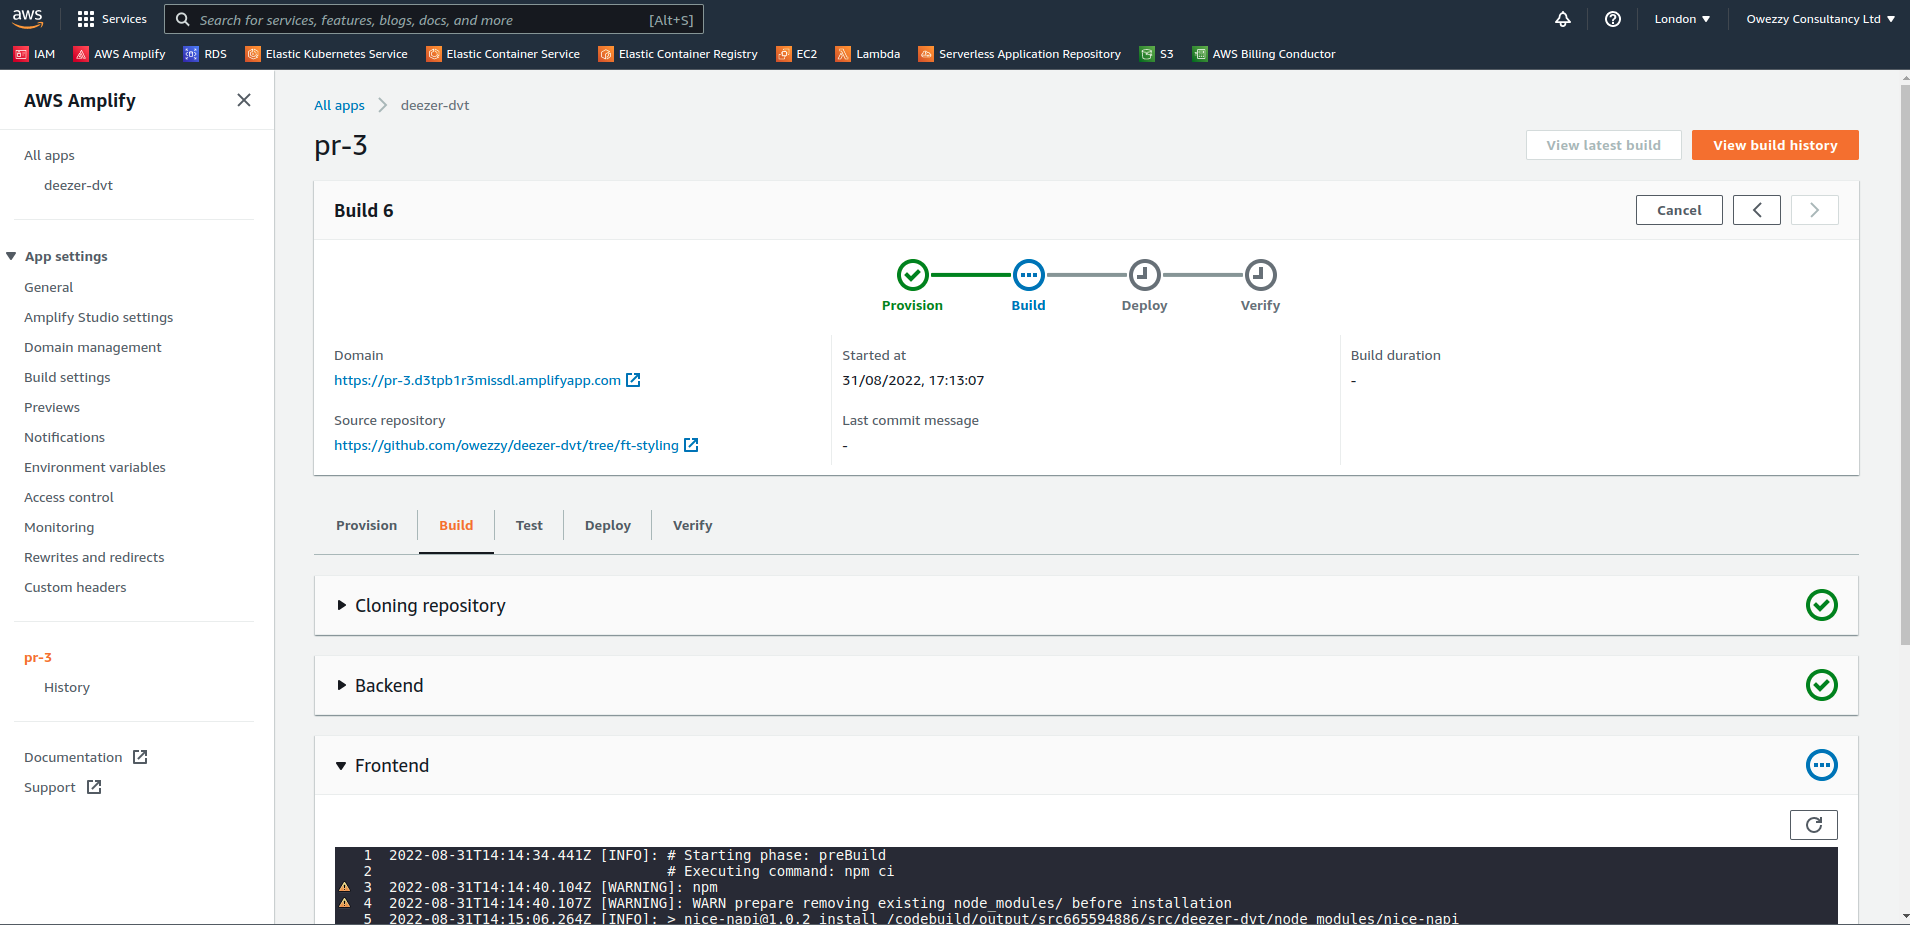 aws Services Search for services, features, blogs, docs, and more [Alt+S] London ▼ Owezzy Consultancy Ltd ▼
IAM AWS Amplify RDS Elastic Kubernetes Service Elastic Container Service Elastic Container Registry EC2 Lambda Serverless Application Repository S3 AWS Billing Conductor
AWS Amplify
All apps
deezer-dvt
App settings
General
Amplify Studio settings
Domain management
Build settings
Previews
Notifications
Environment variables
Access control
Monitoring
Rewrites and redirects
Custom headers
pr-3
History
Documentation
Support
All apps > deezer-dvt
pr-3
View latest build View build history
Build 6
Cancel
Provision Build Deploy Verify
Domain
https://pr-3.d3tpb1r3missdl.amplifyapp.com
Source repository
https://github.com/owezzy/deezer-dvt/tree/ft-styling
Started at
31/08/2022, 17:13:07
Last commit message
-
Build duration
-
Provision Build Test Deploy Verify
Cloning repository
Backend
Frontend
1 2022-08-31T14:14:34.441Z [INFO]: # Starting phase: preBuild
2 # Executing command: npm ci
3 2022-08-31T14:14:40.104Z [WARNING]: npm
4 2022-08-31T14:14:40.107Z [WARNING]: WARN prepare removing existing node_modules/ before installation
5 2022-08-31T14:15:06.264Z [INFO]: > nice-napi@1.0.2 install /codebuild/output/src665594886/src/deezer-dvt/node_modules/nice-napi